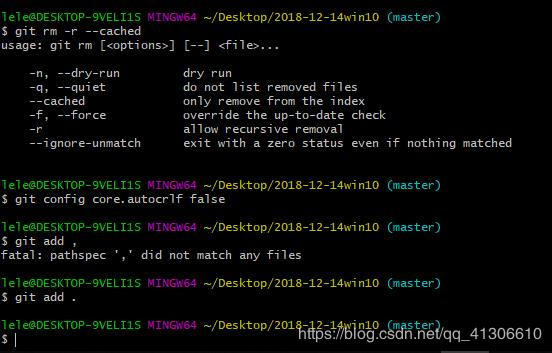 lele@DESKTOP-9VELI1S MINGW64 ~/Desktop/2018-12-14win10 (master)
$ git rm -r --cached
usage: git rm [<options>] [--] <file>...
-n, --dry-run dry run
-q, --quiet do not list removed files
--cached only remove from the index
-f, --force override the up-to-date check
-r allow recursive removal
--ignore-unmatch exit with a zero status even if nothing matched
lele@DESKTOP-9VELI1S MINGW64 ~/Desktop/2018-12-14win10 (master)
$ git config core.autocrlf false
lele@DESKTOP-9VELI1S MINGW64 ~/Desktop/2018-12-14win10 (master)
$ git add ,
fatal: pathspec ',' did not match any files
lele@DESKTOP-9VELI1S MINGW64 ~/Desktop/2018-12-14win10 (master)
$ git add .
lele@DESKTOP-9VELI1S MINGW64 ~/Desktop/2018-12-14win10 (master)
$
https://blog.csdn.net/qq_41306610